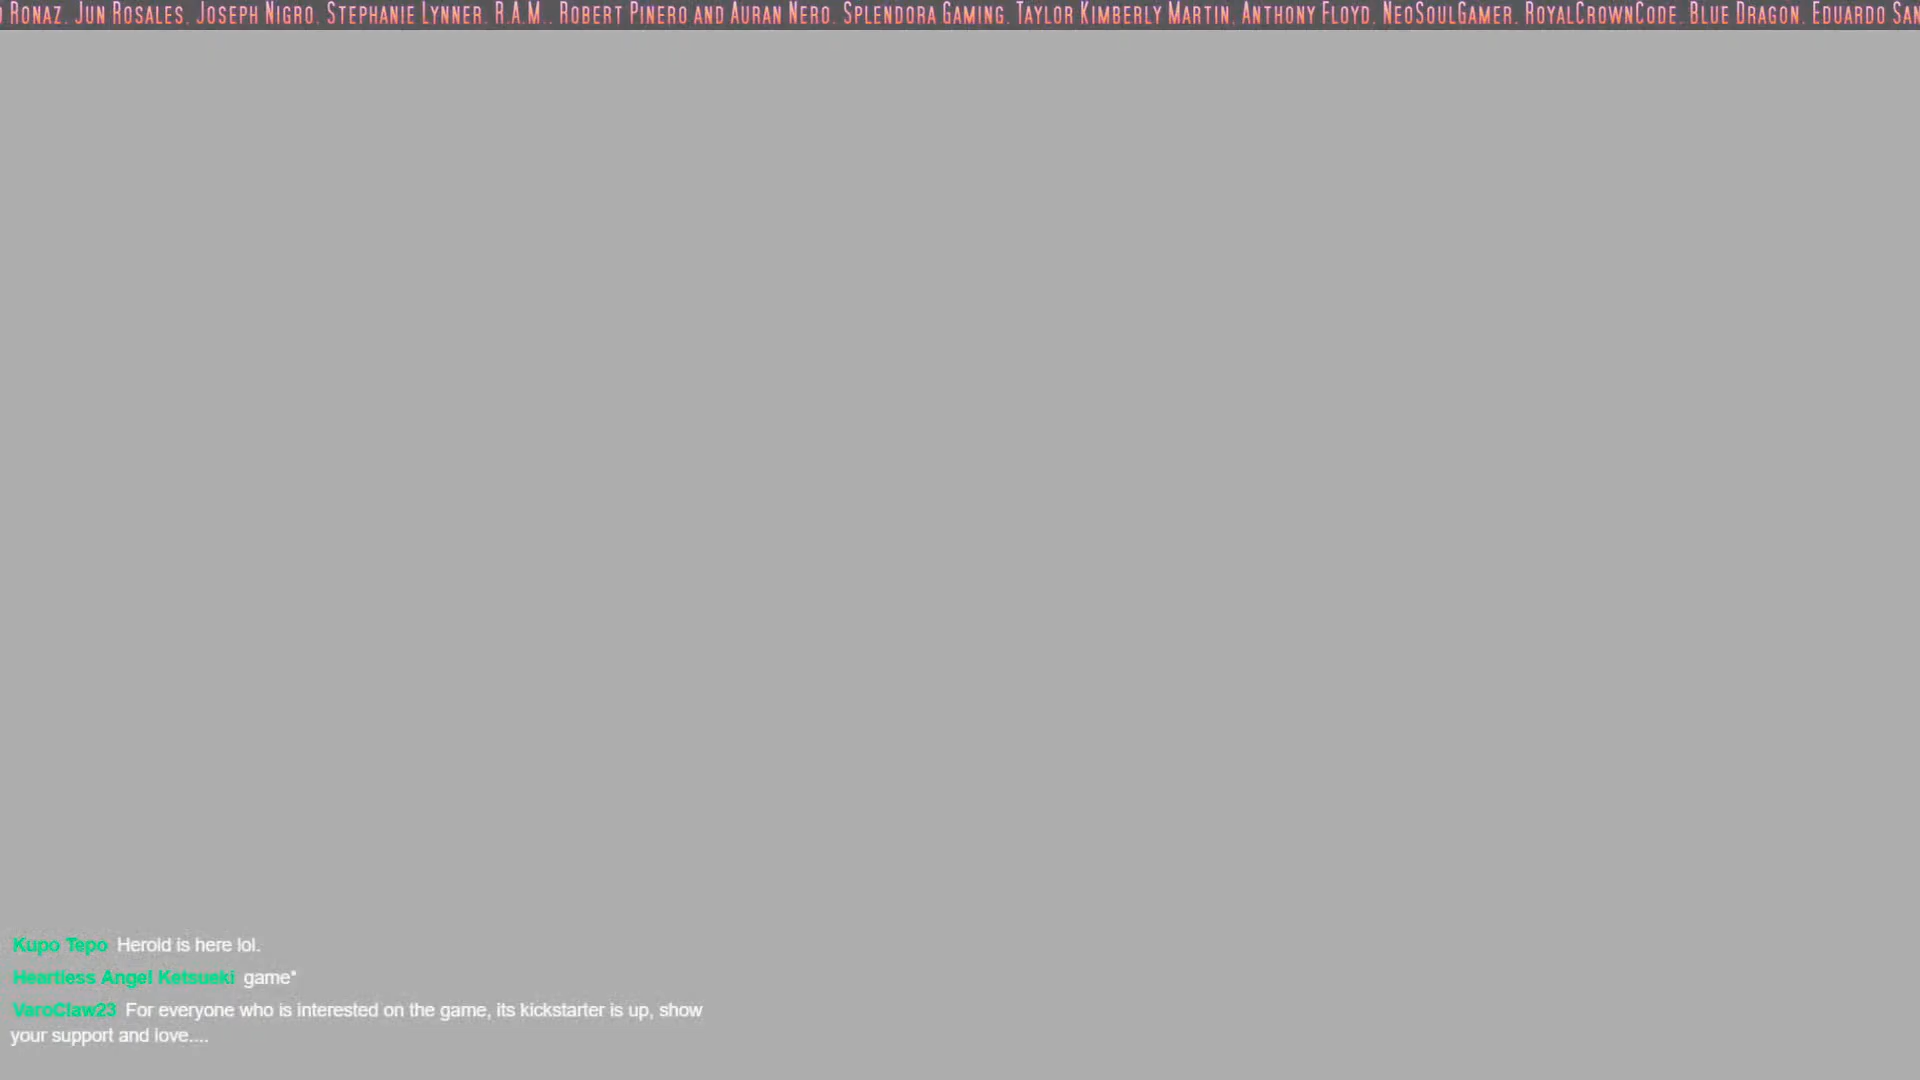 Ronaz, Jun Rosales, Joseph Nigro, Stephanie Lynner, R.A.M., Robert Pinero and Auran Nero, Splendora Gaming, Taylor Kimberly Martin, Anthony Floyd, NeoSoulGamer, RoyalCrownCode, Blue Dragon, Eduardo San
Kupo Tepo Herold is here lol.
Heartless Angel Ketsueki game*
VaroClaw23 For everyone who is interested on the game, its kickstarter is up, show
your support and love....